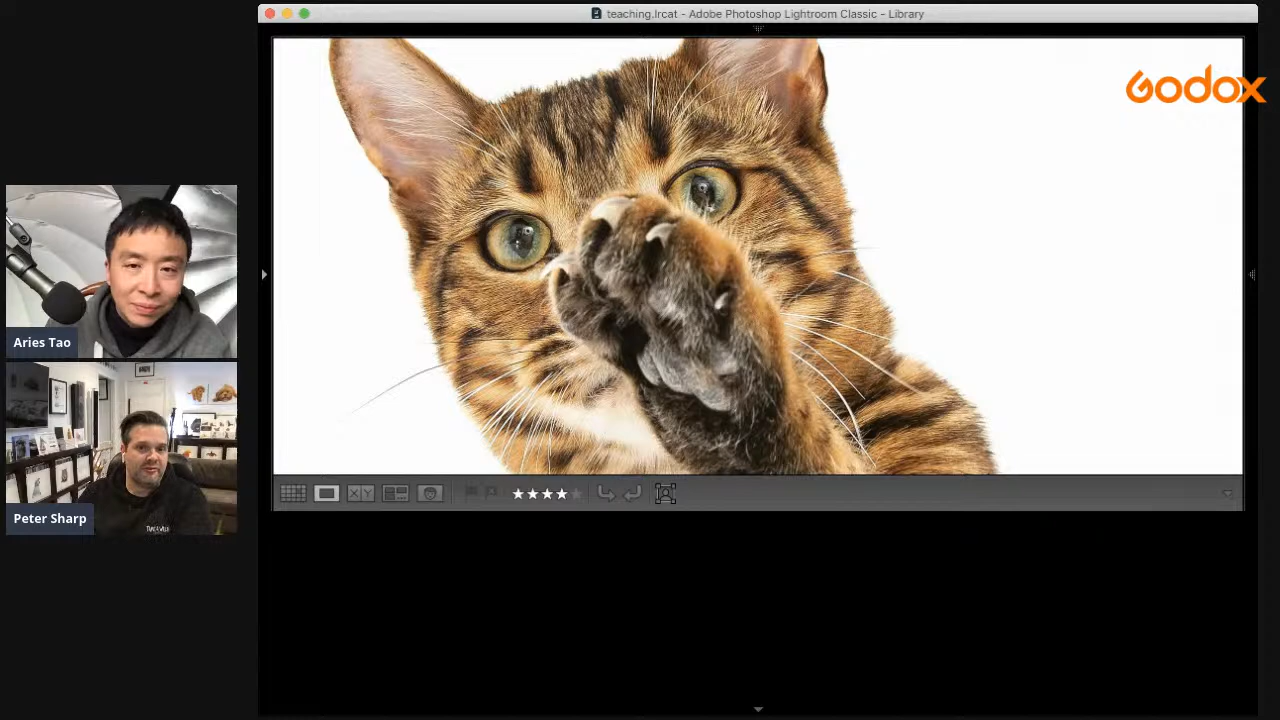 teaching.lrcat - Adobe Photoshop Lightroom Classic - Library
Godox
Aries Tao
Peter Sharp